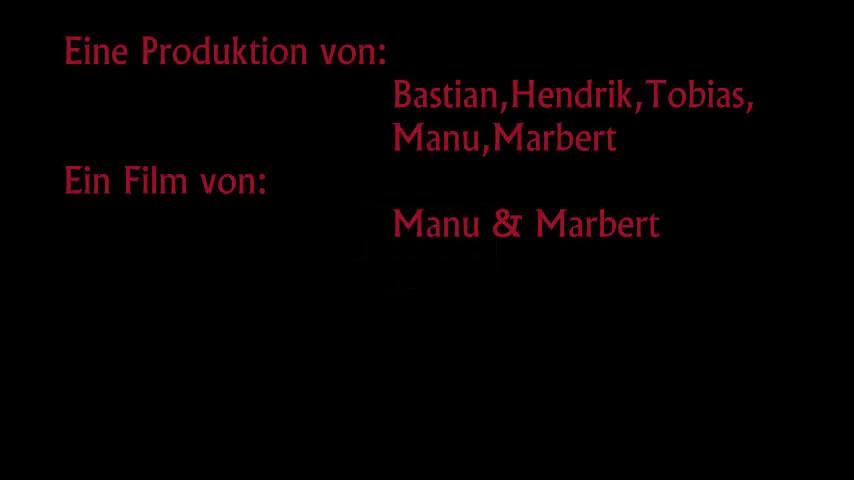 Eine Produktion von:
Bastian,Hendrik,Tobias,
Manu,Marbert
Ein Film von:
Manu & Marbert